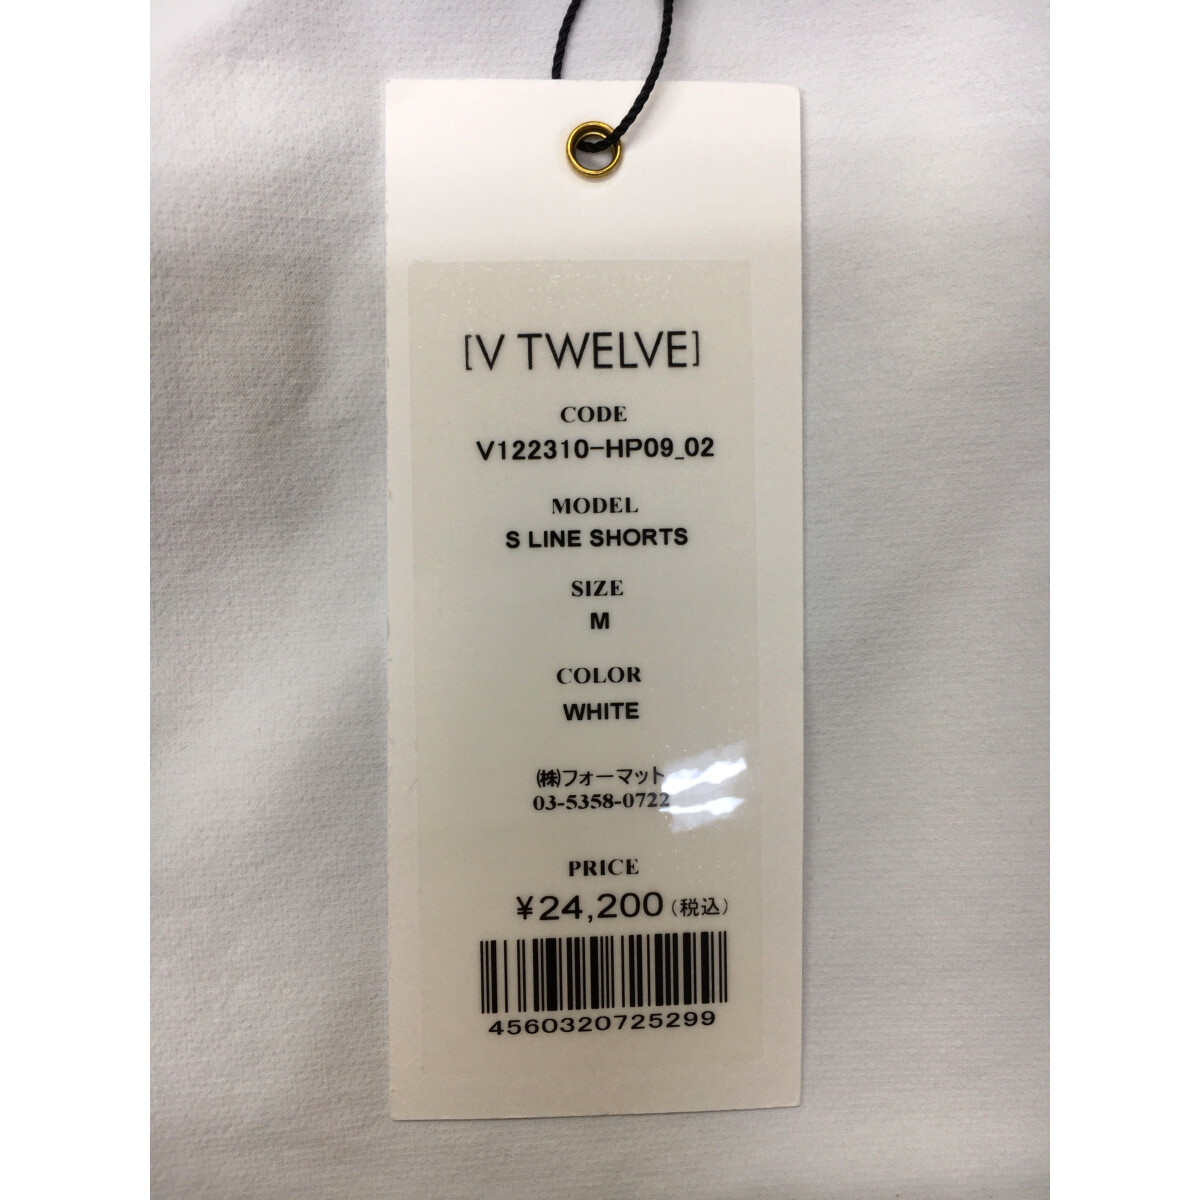 [V TWELVE]
CODE
V122310-HP09_02
MODEL
S LINE SHORTS
SIZE
M
COLOR
WHITE
㈱フォーマット
03-5358-0722
PRICE
¥24,200(税込)
4560320725299